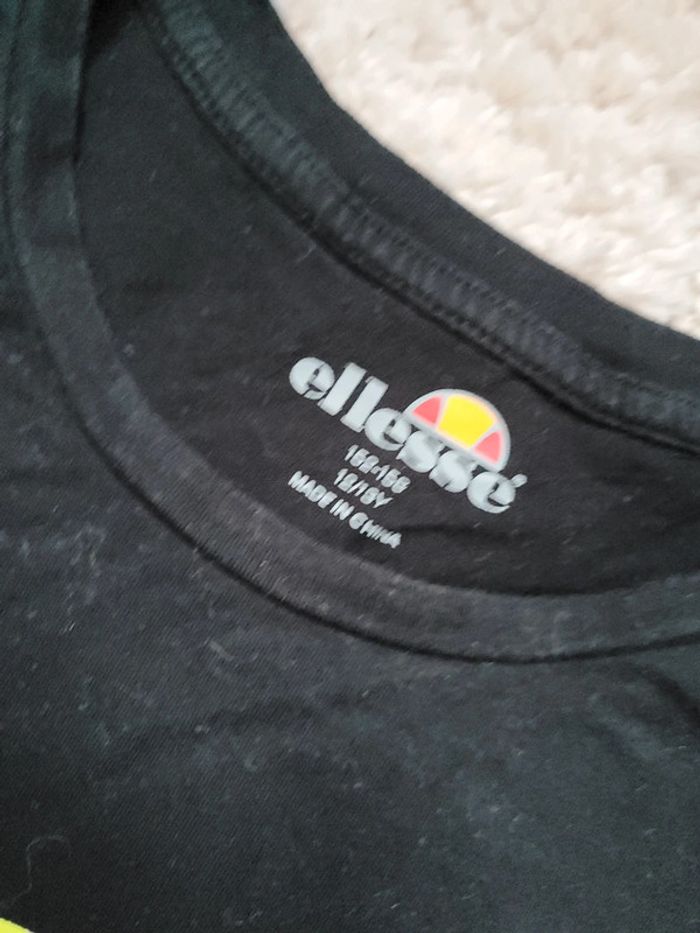 ellesse
152-158
12/13Y
MADE IN CHINA